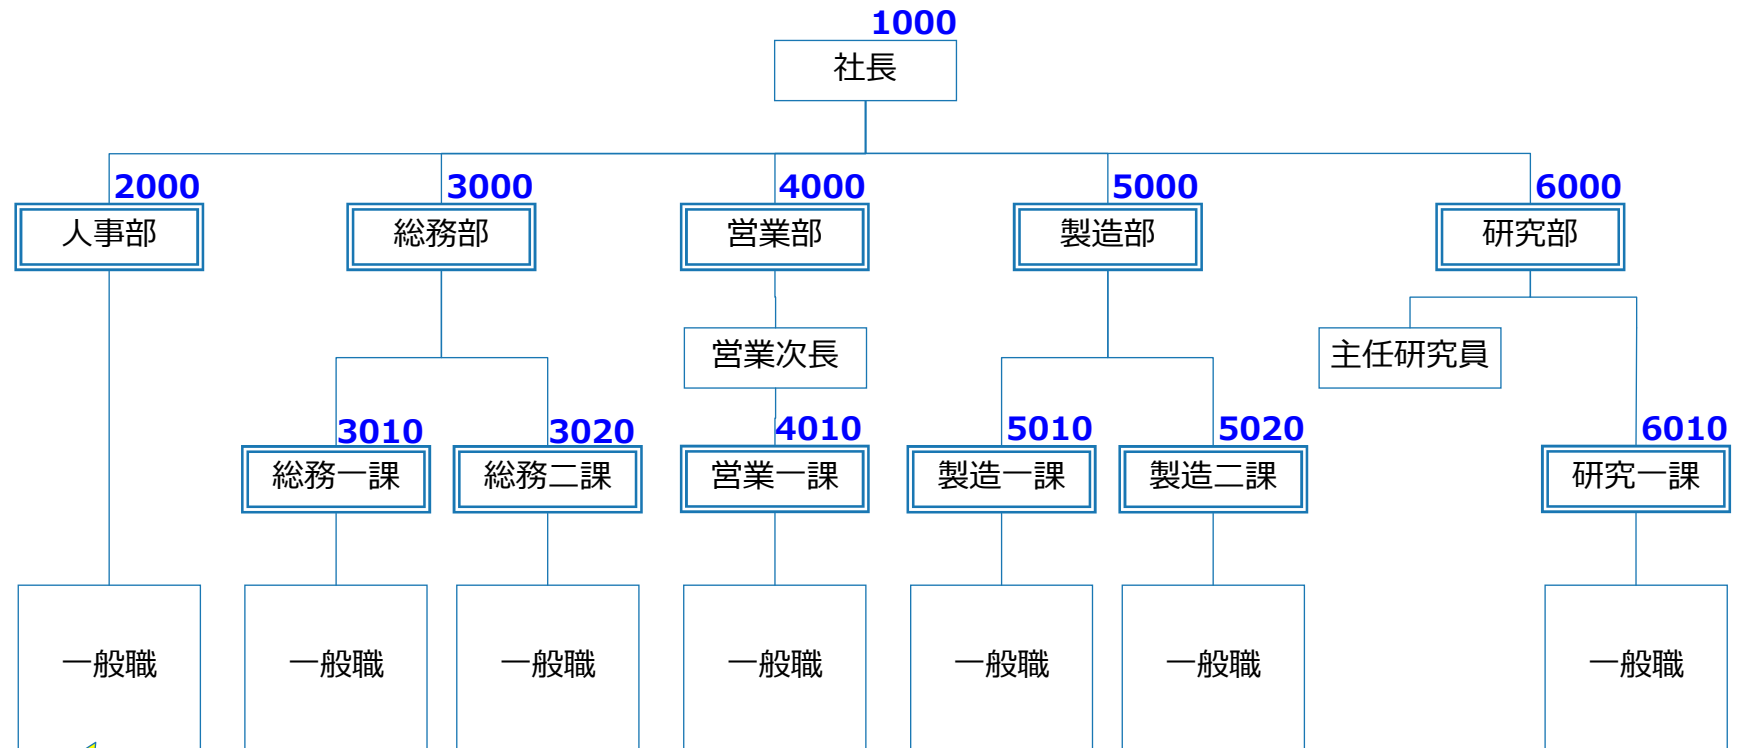 1000
社長
2000
3000
4000
5000
6000
人事部
総務部
営業部
製造部
研究部
営業次長
主任研究員
3010
3020
4010
5010
5020
6010
総務一課
総務二課
営業一課
製造一課
製造二課
研究一課
一般職
一般職
一般職
一般職
一般職
一般職
一般職